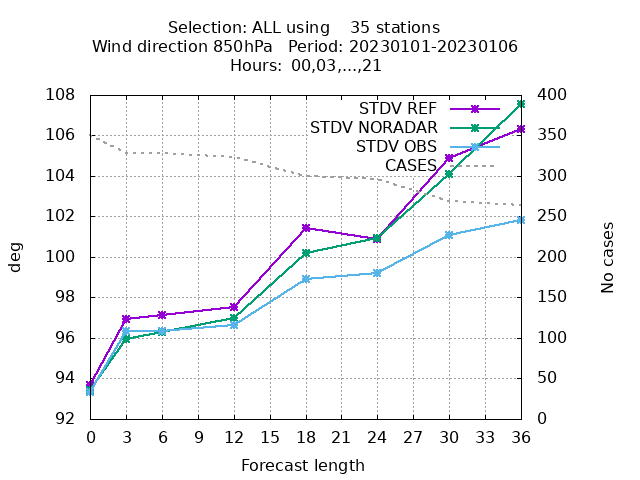 Selection: ALL using    35 stations
Wind direction 850hPa   Period: 20230101-20230106
Hours:  00,03,...,21
STDV REF
STDV NORADAR
STDV OBS
CASES
108
106
104
102
100
98
96
94
92
400
350
300
250
200
150
100
50
0
deg
No cases
0 3 6 9 12 15 18 21 24 27 30 33 36
Forecast length